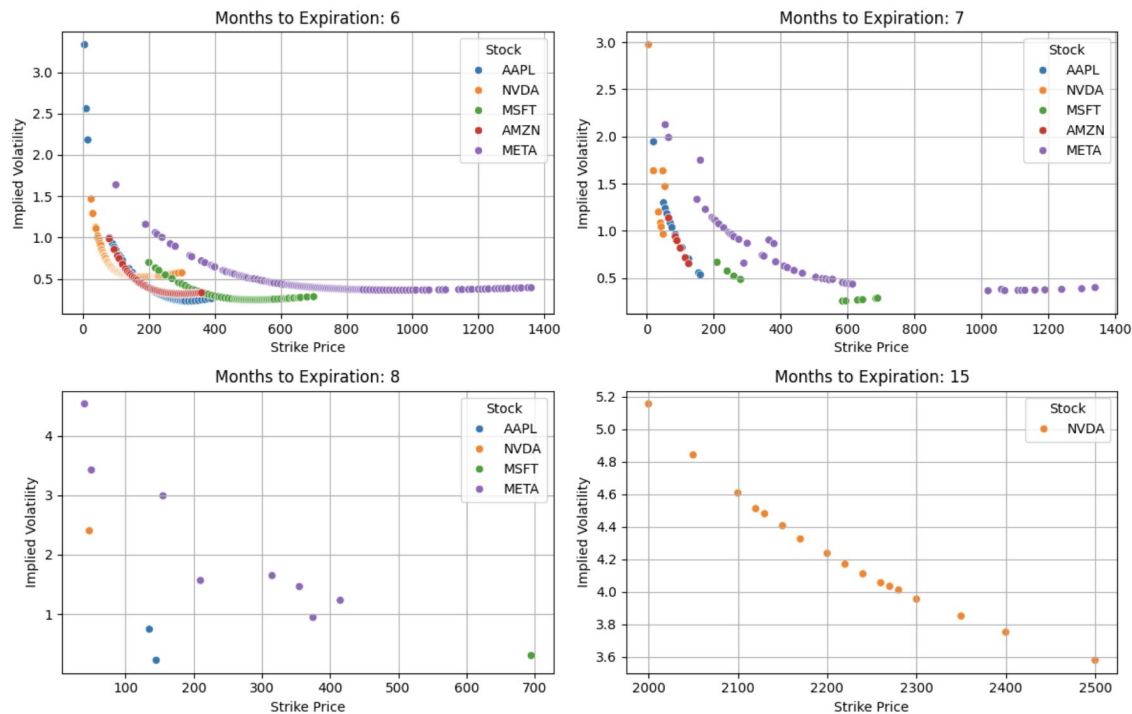 Months to Expiration: 6
Implied Volatility
3.0
2.5
2.0
1.5
1.0
0.5
0 200 400 600 800 1000 1200 1400
Strike Price
Stock
AAPL
NVDA
MSFT
AMZN
META
Months to Expiration: 7
Implied Volatility
3.0
2.5
2.0
1.5
1.0
0.5
0 200 400 600 800 1000 1200 1400
Strike Price
Stock
AAPL
NVDA
MSFT
AMZN
META
Months to Expiration: 8
Implied Volatility
4
3
2
1
100 200 300 400 500 600 700
Strike Price
Stock
AAPL
NVDA
MSFT
META
Months to Expiration: 15
Implied Volatility
5.2
5.0
4.8
4.6
4.4
4.2
4.0
3.8
3.6
2000 2100 2200 2300 2400 2500
Strike Price
Stock
NVDA